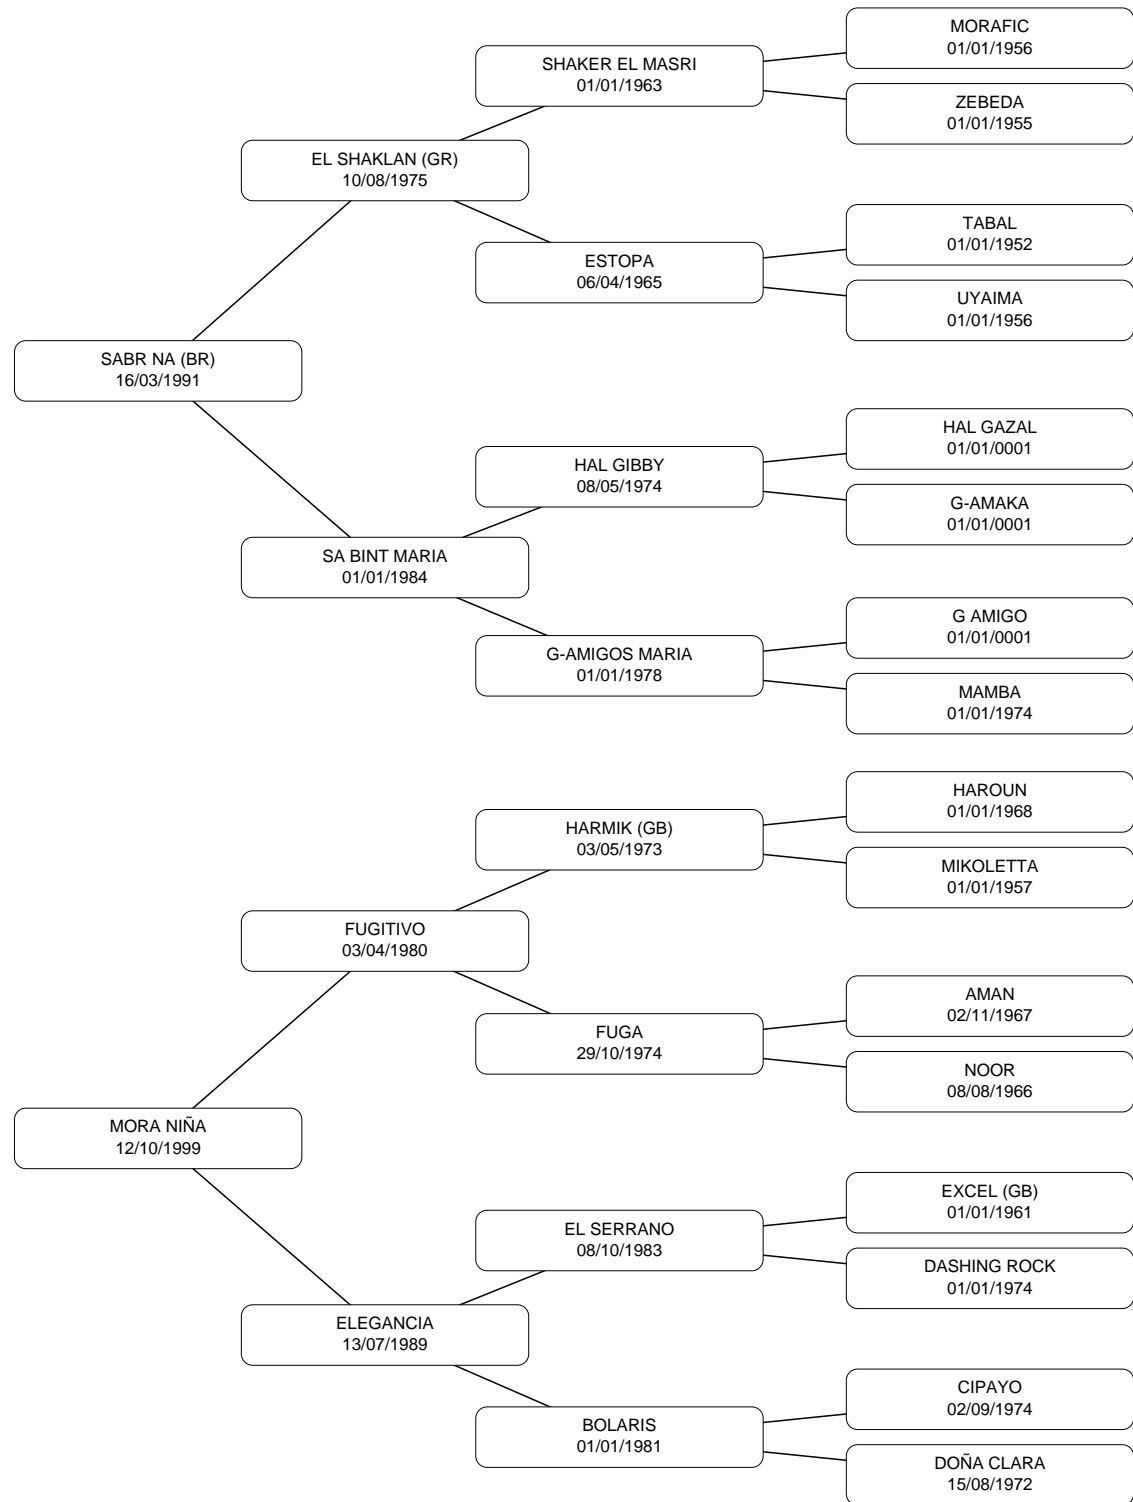 MORAFIC
01/01/1956
SHAKER EL MASRI
01/01/1963
ZEBEDA
01/01/1955
EL SHAKLAN (GR)
10/08/1975
TABAL
01/01/1952
ESTOPA
06/04/1965
UYAIMA
01/01/1956
SABR NA (BR)
16/03/1991
HAL GAZAL
01/01/0001
HAL GIBBY
08/05/1974
G-AMAKA
01/01/0001
SA BINT MARIA
01/01/1984
G AMIGO
01/01/0001
G-AMIGOS MARIA
01/01/1978
MAMBA
01/01/1974
HAROUN
01/01/1968
HARMIK (GB)
03/05/1973
MIKOLETTA
01/01/1957
FUGITIVO
03/04/1980
AMAN
02/11/1967
FUGA
29/10/1974
NOOR
08/08/1966
MORA NIÑA
12/10/1999
EXCEL (GB)
01/01/1961
EL SERRANO
08/10/1983
DASHING ROCK
01/01/1974
ELEGANCIA
13/07/1989
CIPAYO
02/09/1974
BOLARIS
01/01/1981
DOÑA CLARA
15/08/1972